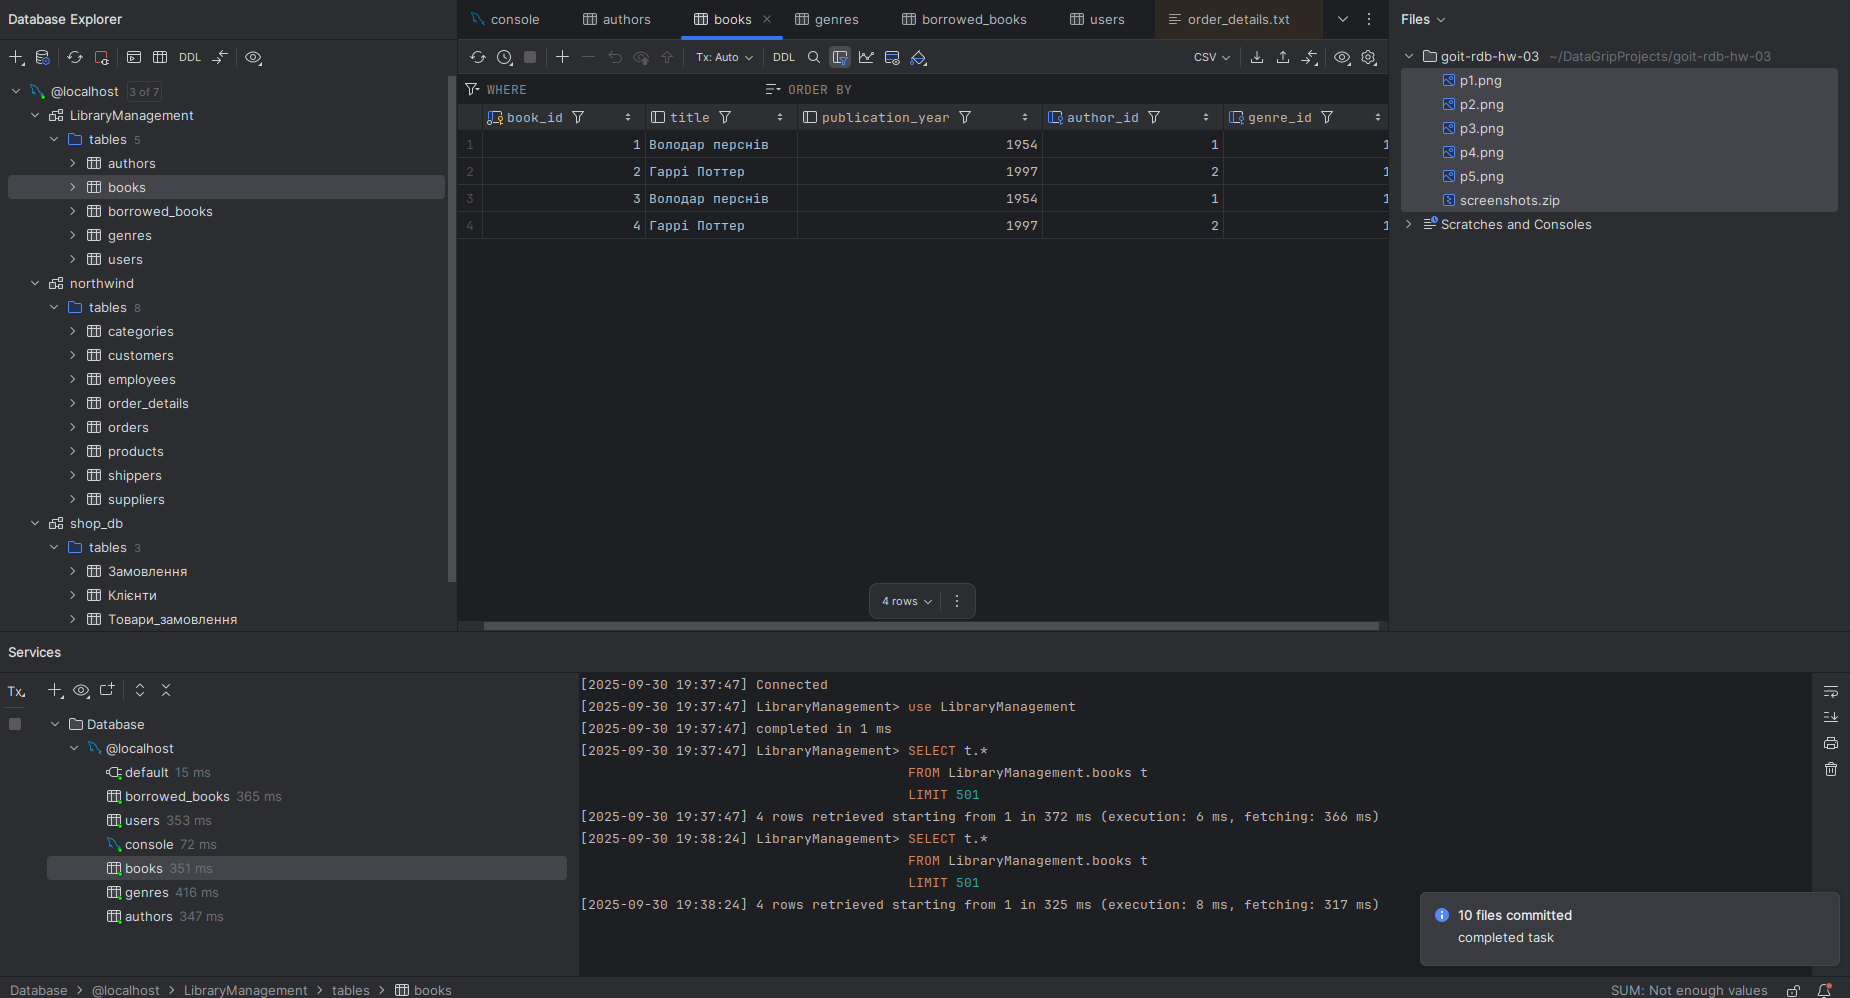 Database Explorer
DDL
@localhost 3 of 7
LibraryManagement
tables 5
authors
books
borrowed_books
genres
users
northwind
tables 8
categories
customers
employees
order_details
orders
products
shippers
suppliers
shop_db
tables 3
Замовлення
Клієнти
Товари_замовлення
console authors books genres borrowed_books users order_details.txt
Tx: Auto DDL CSV
WHERE ORDER BY
book_id title publication_year author_id genre_id
1 1 Володар перснів 1954 1 1
2 2 Гаррі Поттер 1997 2 1
3 3 Володар перснів 1954 1 1
4 4 Гаррі Поттер 1997 2 1
4 rows
Files
goit-rdb-hw-03 ~/DataGripProjects/goit-rdb-hw-03
p1.png
p2.png
p3.png
p4.png
p5.png
screenshots.zip
Scratches and Consoles
Services
Tx
Database
@localhost
default 15 ms
borrowed_books 365 ms
users 353 ms
console 72 ms
books 351 ms
genres 416 ms
authors 347 ms
[2025-09-30 19:37:47] Connected
[2025-09-30 19:37:47] LibraryManagement> use LibraryManagement
[2025-09-30 19:37:47] completed in 1 ms
[2025-09-30 19:37:47] LibraryManagement> SELECT t.*
FROM LibraryManagement.books t
LIMIT 501
[2025-09-30 19:37:47] 4 rows retrieved starting from 1 in 372 ms (execution: 6 ms, fetching: 366 ms)
[2025-09-30 19:38:24] LibraryManagement> SELECT t.*
FROM LibraryManagement.books t
LIMIT 501
[2025-09-30 19:38:24] 4 rows retrieved starting from 1 in 325 ms (execution: 8 ms, fetching: 317 ms)
10 files committed
completed task
Database > @localhost > LibraryManagement > tables > books
SUM: Not enough values